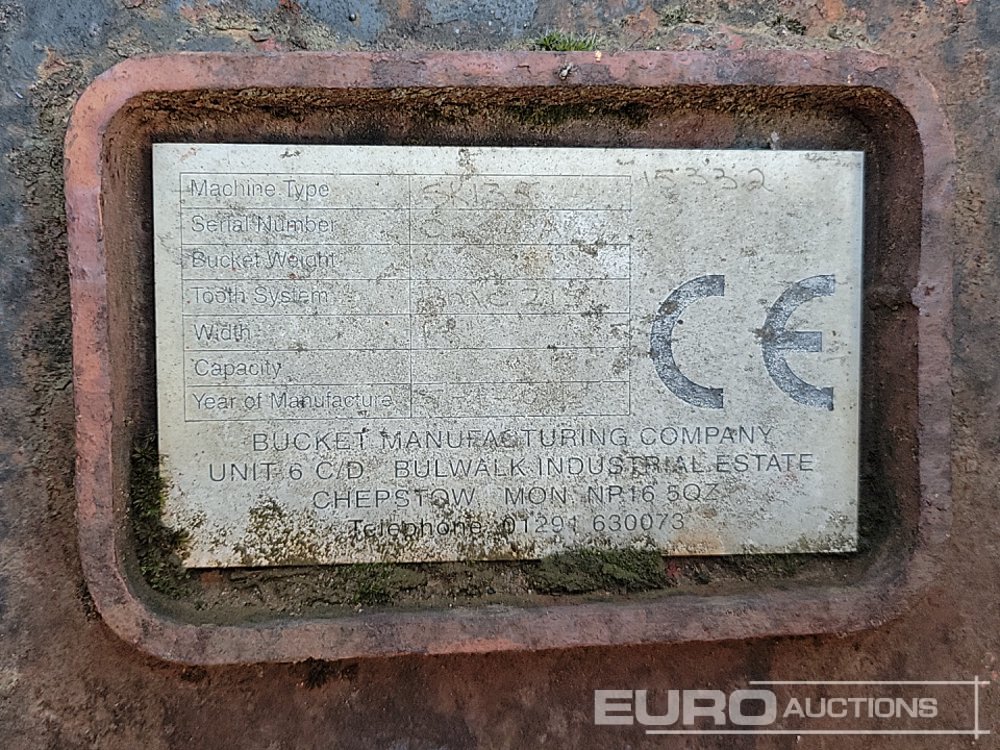 Machine Type SK135 15332
Serial Number
Bucket Weight
Tooth System
Width
Capacity
Year of Manufacture
CE
BUCKET MANUFACTURING COMPANY
UNIT 6 C/D BULWALK INDUSTRIAL ESTATE
CHEPSTOW MON NP16 5QZ
Telephone 01291 630073
EURO AUCTIONS